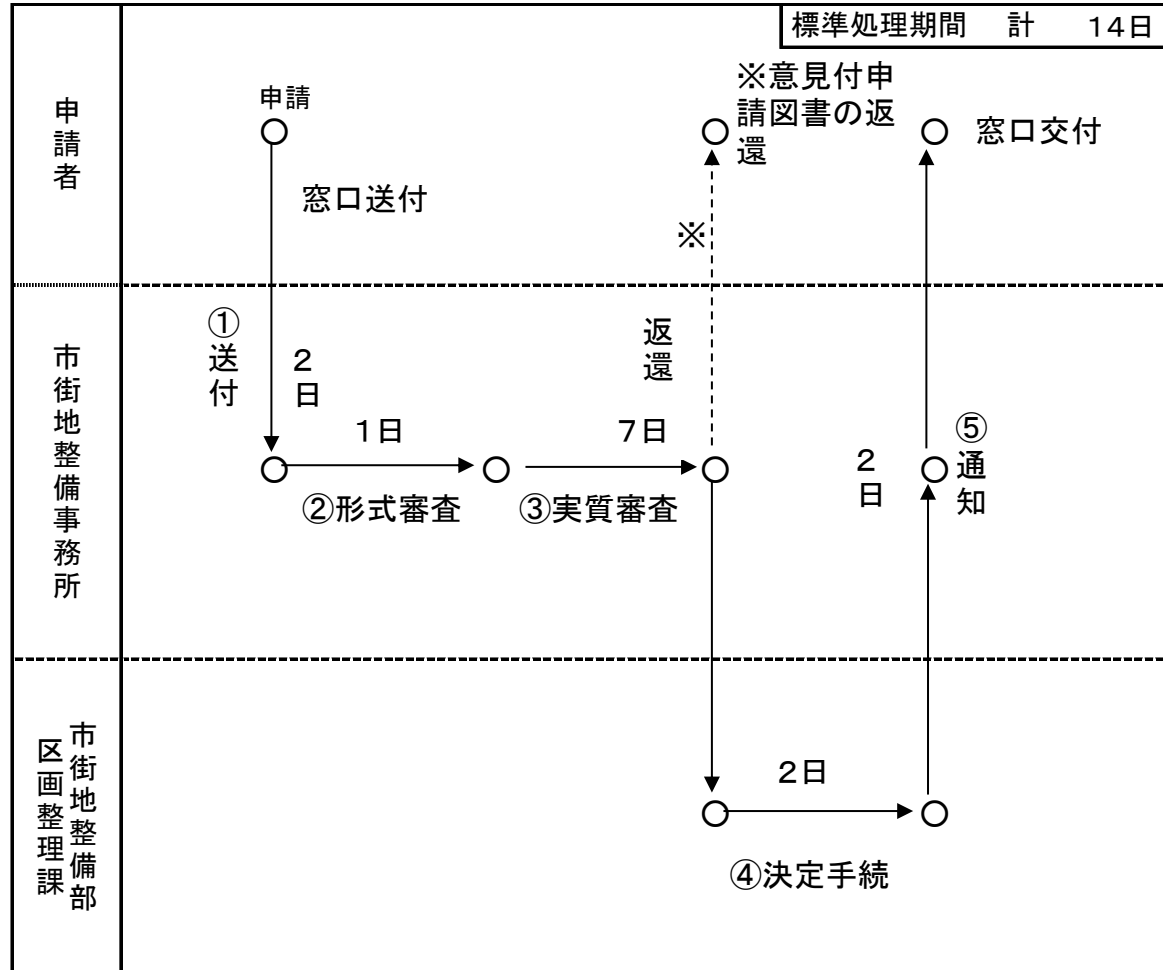 標準処理期間 計 14日
申請者
申請
窓口送付
※意見付申
請図書の返
還
※
窓口交付
市街地整備事務所
①
送付
2日
1日
②形式審査
7日
③実質審査
返還
2日
⑤
通知
市街地整備部
区画整理課
2日
④決定手続